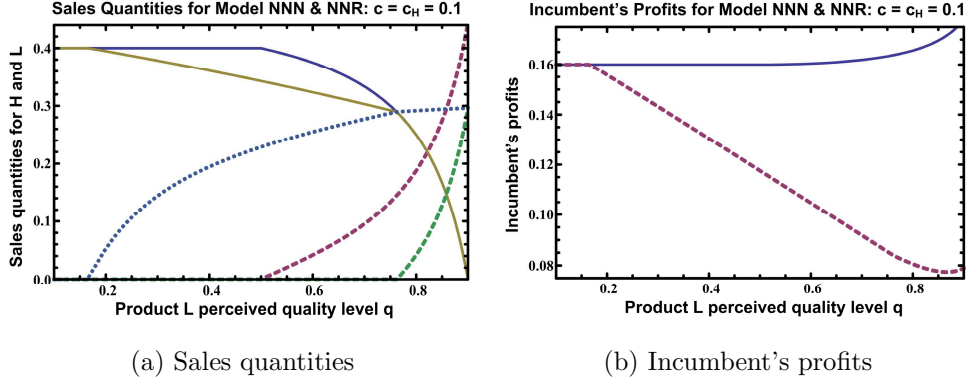 Sales Quantities for Model NNN & NNR: c = c_H = 0.1
Sales quantities for H and L
0.4
0.3
0.2
0.1
0.0
0.2 0.4 0.6 0.8
Product L perceived quality level q
(a) Sales quantities
Incumbent's Profits for Model NNN & NNR: c = c_H = 0.1
Incumbent's profits
0.16
0.14
0.12
0.10
0.08
0.2 0.4 0.6 0.8
Product L perceived quality level q
(b) Incumbent's profits